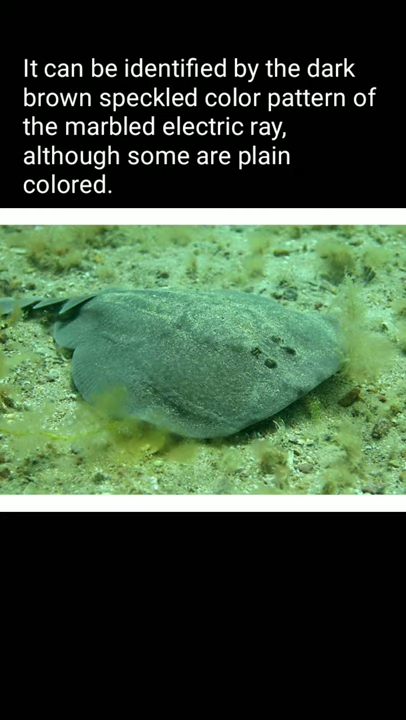 It can be identified by the dark
brown speckled color pattern of
the marbled electric ray,
although some are plain
colored.